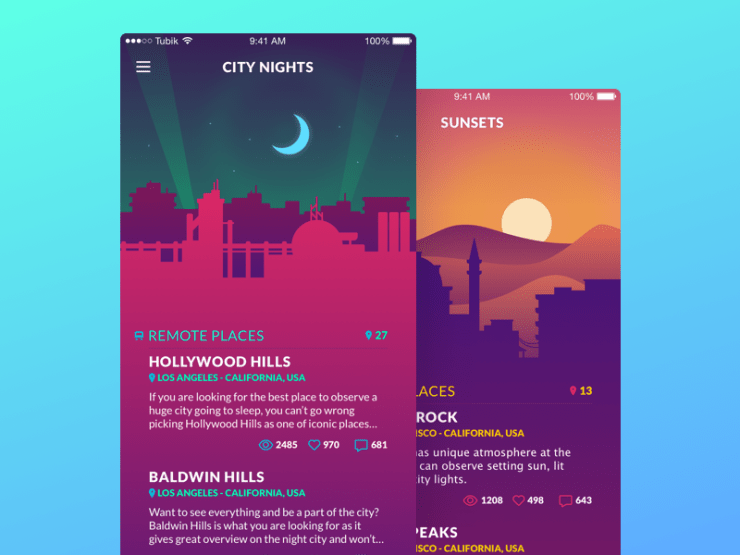 Tubik 9:41 AM 100%
CITY NIGHTS
REMOTE PLACES 27
HOLLYWOOD HILLS
LOS ANGELES - CALIFORNIA, USA
If you are looking for the best place to observe a
huge city going to sleep, you can't go wrong
picking Hollywood Hills as one of iconic places...
2485 970 681
BALDWIN HILLS
LOS ANGELES - CALIFORNIA, USA
Want to see everything and be a part of the city?
Baldwin Hills is what you are looking for as it
gives great overview on the night city and won't...
9:41 AM 100%
SUNSETS
LACES 13
ROCK
ISCO - CALIFORNIA, USA
as unique atmosphere at the
can observe setting sun, lit
ity lights.
1208 498 643
PEAKS
ISCO - CALIFORNIA, USA